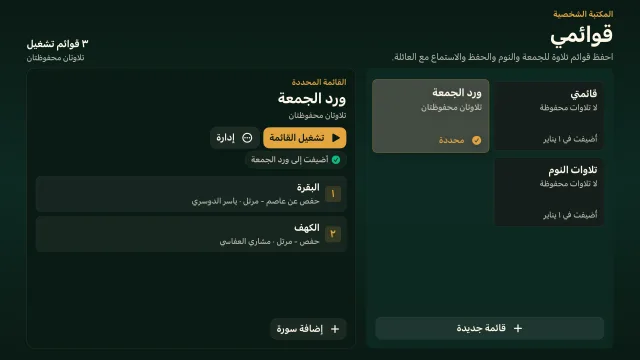 المكتبة الشخصية
قوائمي
احفظ قوائم تلاوة للجمعة والنوم والحفظ والاستماع مع العائلة.
٣ قوائم تشغيل
تلاوتان محفوظتان
قائمتي
لا تلاوات محفوظة
أضيفت في ١ يناير
ورد الجمعة
تلاوتان محفوظتان
محددة
تلاوات النوم
لا تلاوات محفوظة
أضيفت في ١ يناير
قائمة جديدة
القائمة المحددة
ورد الجمعة
تلاوتان محفوظتان
تشغيل القائمة
إدارة
أضيفت إلى ورد الجمعة
١
البقرة
حفص عن عاصم - مرتل · ياسر الدوسري
٢
الكهف
حفص - مرتل · مشاري العفاسي
إضافة سورة